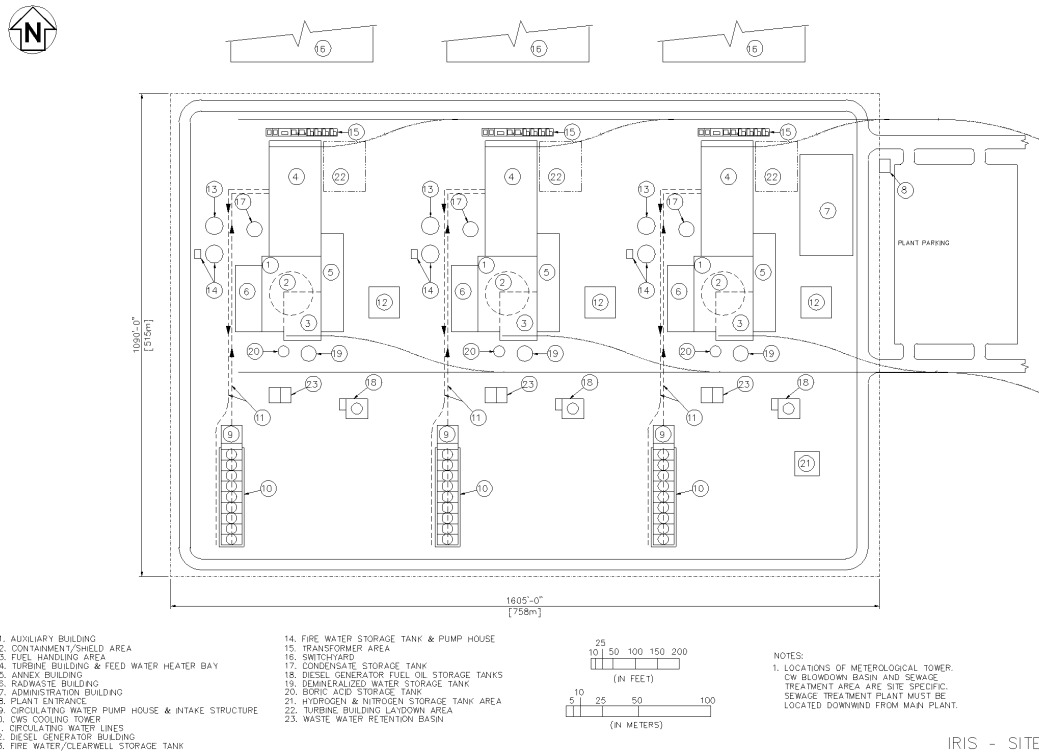 N
16
16
16
15
15
15
4
22
4
22
4
22
13
17
13
17
13
17
7
8
PLANT PARKING
14
14
14
1
2
3
5
6
12
1
2
3
5
6
12
1
2
3
5
6
12
20
19
20
19
20
19
23
18
23
18
23
18
11
11
11
9
9
9
10
10
10
21
1090'-0"
[515m]
1605'-0"
[758m]
1. AUXILIARY BUILDING
2. CONTAINMENT/SHIELD AREA
3. FUEL HANDLING AREA
4. TURBINE BUILDING & FEED WATER HEATER BAY
5. ANNEX BUILDING
6. RADWASTE BUILDING
7. ADMINISTRATION BUILDING
8. PLANT ENTRANCE
9. CIRCULATING WATER PUMP HOUSE & INTAKE STRUCTURE
0. CWS COOLING TOWER
1. CIRCULATING WATER LINES
2. DIESEL GENERATOR BUILDING
3. FIRE WATER/CLEARWELL STORAGE TANK
14. FIRE WATER STORAGE TANK & PUMP HOUSE
15. TRANSFORMER AREA
16. SWITCHYARD
17. CONDENSATE STORAGE TANK
18. DIESEL GENERATOR FUEL OIL STORAGE TANKS
19. DEMINERALIZED WATER STORAGE TANK
20. BORIC ACID STORAGE TANK
21. HYDROGEN & NITROGEN STORAGE TANK AREA
22. TURBINE BUILDING LAYDOWN AREA
23. WASTE WATER RETENTION BASIN
25
10 50 100 150 200
(IN FEET)
10
5 25 50 100
(IN METERS)
NOTES:
1. LOCATIONS OF METEROLOGICAL TOWER.
CW BLOWDOWN BASIN AND SEWAGE
TREATMENT AREA ARE SITE SPECIFIC.
SEWAGE TREATMENT PLANT MUST BE
LOCATED DOWNWIND FROM MAIN PLANT.
IRIS - SITE